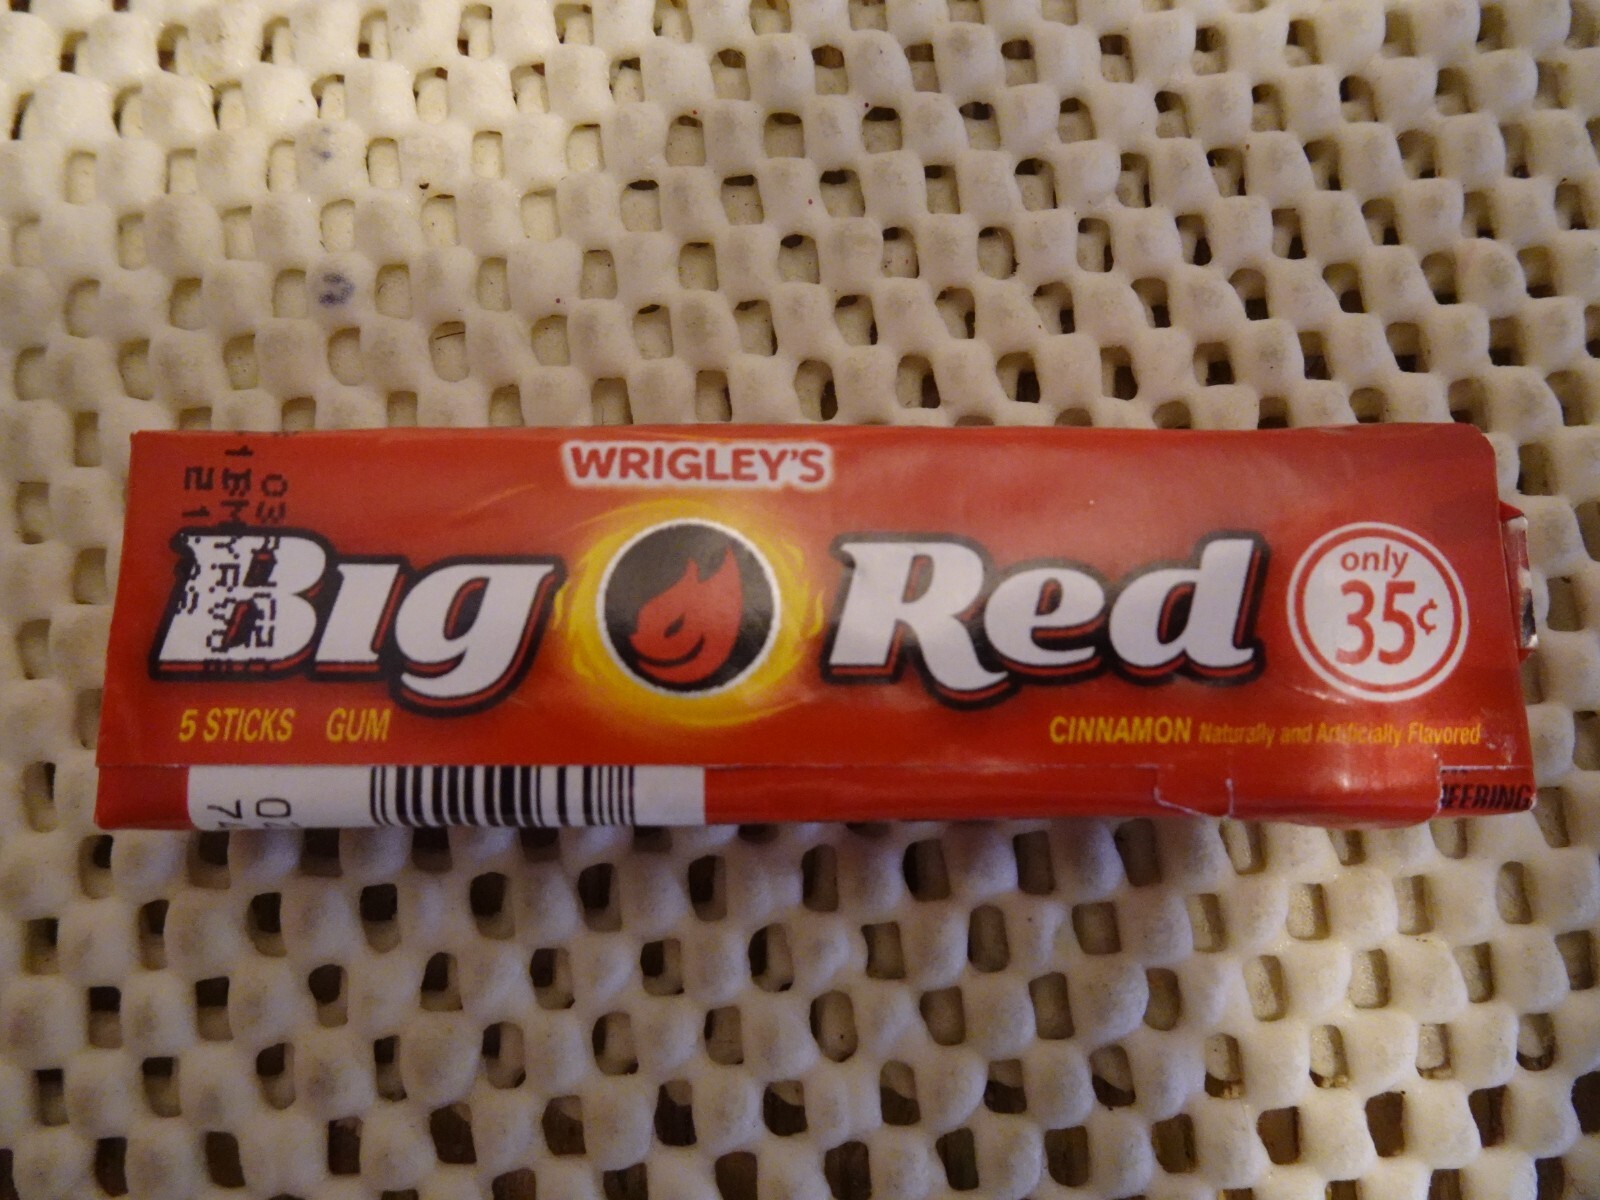 WRIGLEY'S
Big Red
only
35¢
5 STICKS GUM
CINNAMON Naturally and Artificially Flavored